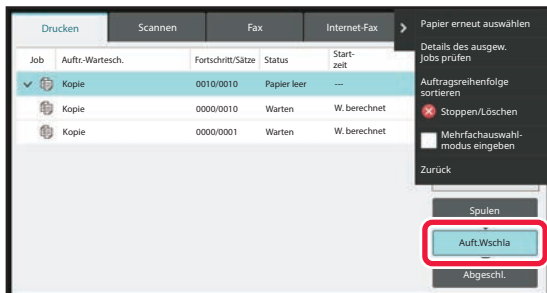 Drucken
Scannen
Fax
Internet-Fax
Job
Auftr.-Wartesch.
Fortschritt/Sätze
Status
Start-
zeit
Kopie
0010/0010
Papier leer
---
Kopie
0000/0010
Warten
W. berechnet
Kopie
0000/0001
Warten
W. berechnet
Papier erneut auswählen
Details des ausgew.
Jobs prüfen
Auftragsreihenfolge
sortieren
Stoppen/Löschen
Mehrfachauswahl-
modus eingeben
Zurück
Spulen
Auft.Wschla
Abgeschl.